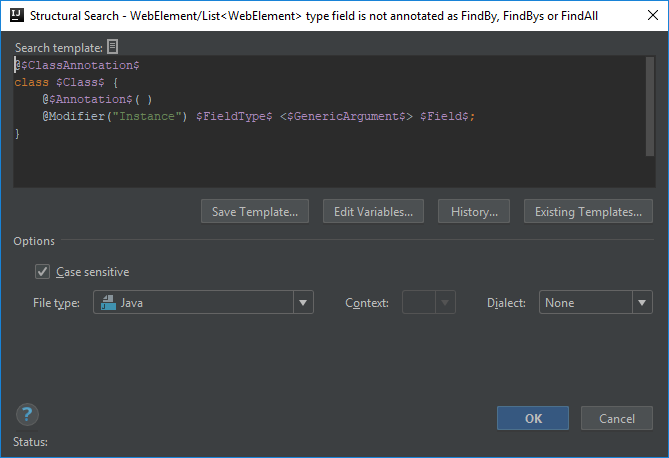 IJ Structural Search - WebElement/List<WebElement> type field is not annotated as FindBy, FindBys or FindAll
Search template:
@$ClassAnnotation$
class $Class$ {
    @$Annotation$( )
    @Modifier("Instance") $FieldType$ <$GenericArgument$> $Field$;
}
Save Template... Edit Variables... History... Existing Templates...
Options
Case sensitive
File type: Java Context: Dialect: None
?
OK Cancel
Status: